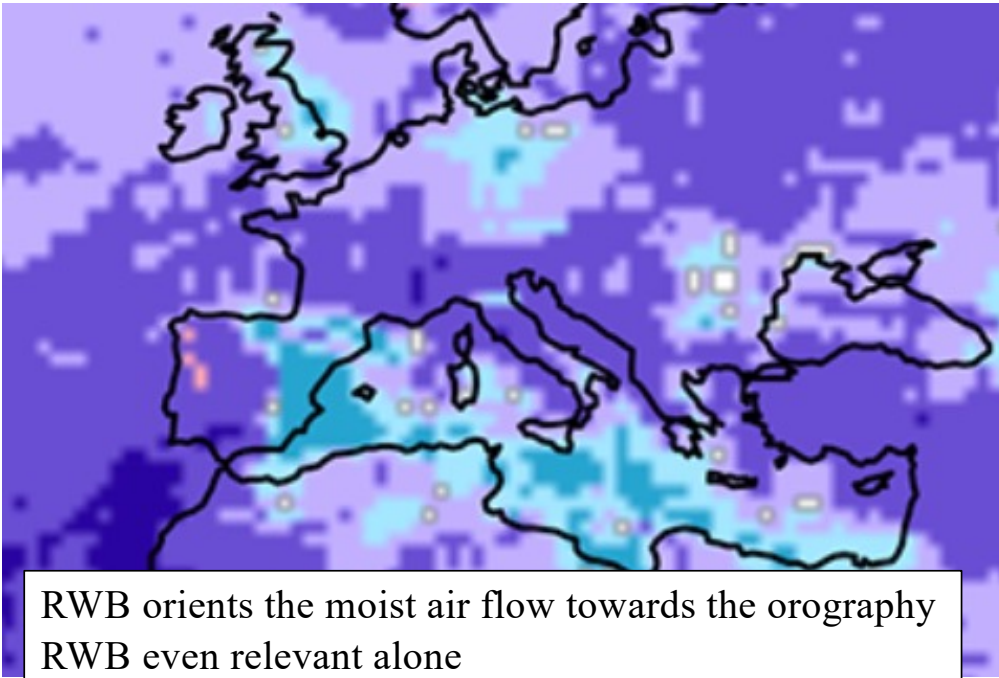 RWB orients the moist air flow towards the orography
RWB even relevant alone